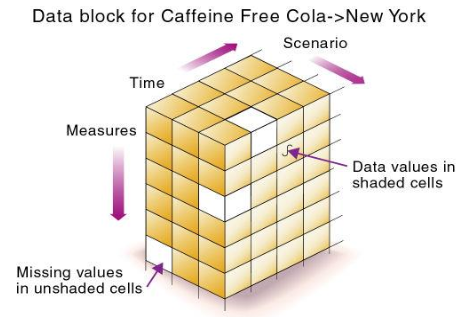 Data block for Caffeine Free Cola->New York
Scenario
Time
Measures
Data values in
shaded cells
Missing values
in unshaded cells